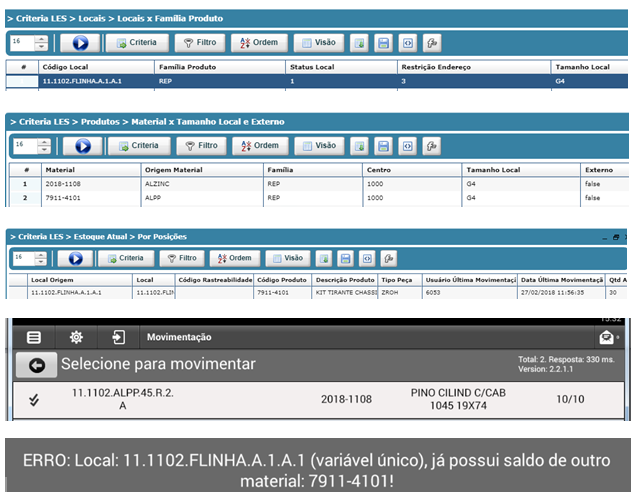 > Criteria LES > Locais > Locais x Família Produto
16 Criteria Filtro Ordem Visão
# Código Local Família Produto Status Local Restrição Endereço Tamanho Local
11.1102.FLINHA.A.1.A.1 REP 1 3 G4
> Criteria LES > Produtos > Material x Tamanho Local e Externo
16 Criteria Filtro Ordem Visão
# Material Origem Material Família Centro Tamanho Local Externo
1 2018-1108 ALZINC REP 1000 G4 false
2 7911-4101 ALPP REP 1000 G4 false
> Criteria LES > Estoque Atual > Por Posições
16 Criteria Filtro Ordem Visão
Local Origem Local Código Rastreabilidade Código Produto Descrição Produto Tipo Peça Usuário Última Movimentaçã Data Última Movimentaçã Qtd A
11.1102.FLINHA.A.1.A.1 11.1102.FLIN 7911-4101 KIT TIRANTE CHASSI ZROH 6053 27/02/2018 11:56:35 30
15:32
Movimentação
Selecione para movimentar
Total: 2. Resposta: 330 ms.
Version: 2.2.1.1
11.1102.ALPP.45.R.2.
A
2018-1108
PINO CILIND C/CAB
1045 19X74
10/10
ERRO: Local: 11.1102.FLINHA.A.1.A.1 (variável único), já possui saldo de outro
material: 7911-4101!